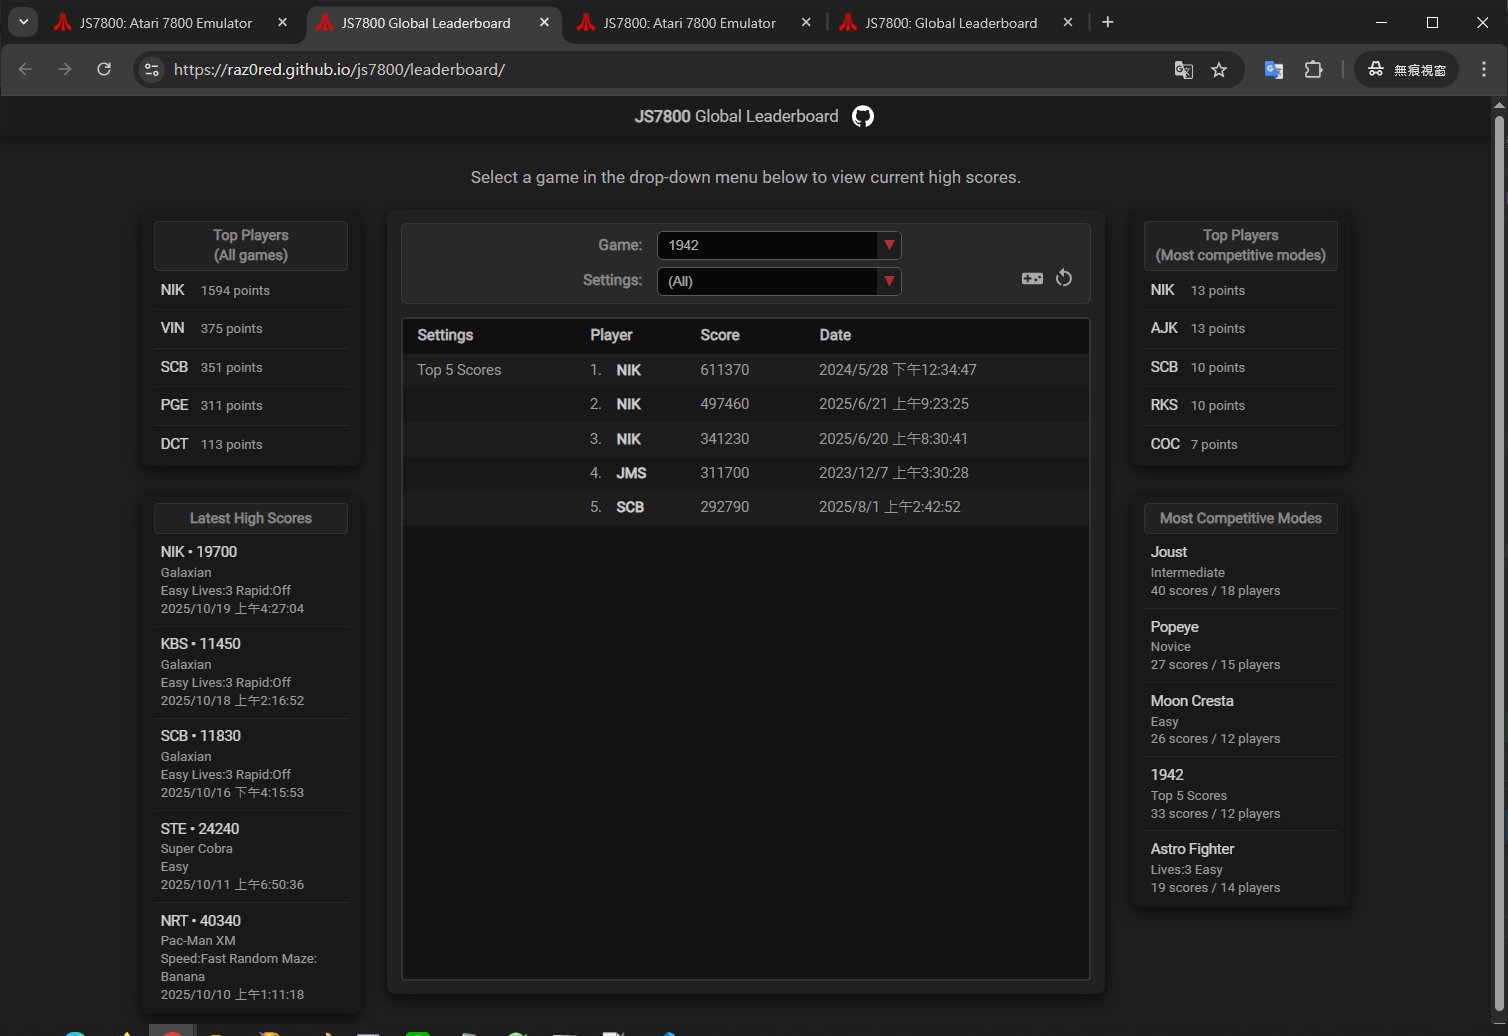 JS7800: Atari 7800 Emulator
JS7800 Global Leaderboard
JS7800: Atari 7800 Emulator
JS7800: Global Leaderboard
https://raz0red.github.io/js7800/leaderboard/
無痕視窗
JS7800 Global Leaderboard
Select a game in the drop-down menu below to view current high scores.
Top Players
(All games)
NIK 1594 points
VIN 375 points
SCB 351 points
PGE 311 points
DCT 113 points
Latest High Scores
NIK • 19700
Galaxian
Easy Lives:3 Rapid:Off
2025/10/19 上午4:27:04
KBS • 11450
Galaxian
Easy Lives:3 Rapid:Off
2025/10/18 上午2:16:52
SCB • 11830
Galaxian
Easy Lives:3 Rapid:Off
2025/10/16 下午4:15:53
STE • 24240
Super Cobra
Easy
2025/10/11 上午6:50:36
NRT • 40340
Pac-Man XM
Speed:Fast Random Maze:
Banana
2025/10/10 上午1:11:18
Game: 1942
Settings: (All)
Settings Player Score Date
Top 5 Scores 1. NIK 611370 2024/5/28 下午12:34:47
2. NIK 497460 2025/6/21 上午9:23:25
3. NIK 341230 2025/6/20 上午8:30:41
4. JMS 311700 2023/12/7 上午3:30:28
5. SCB 292790 2025/8/1 上午2:42:52
Top Players
(Most competitive modes)
NIK 13 points
AJK 13 points
SCB 10 points
RKS 10 points
COC 7 points
Most Competitive Modes
Joust
Intermediate
40 scores / 18 players
Popeye
Novice
27 scores / 15 players
Moon Cresta
Easy
26 scores / 12 players
1942
Top 5 Scores
33 scores / 12 players
Astro Fighter
Lives:3 Easy
19 scores / 14 players